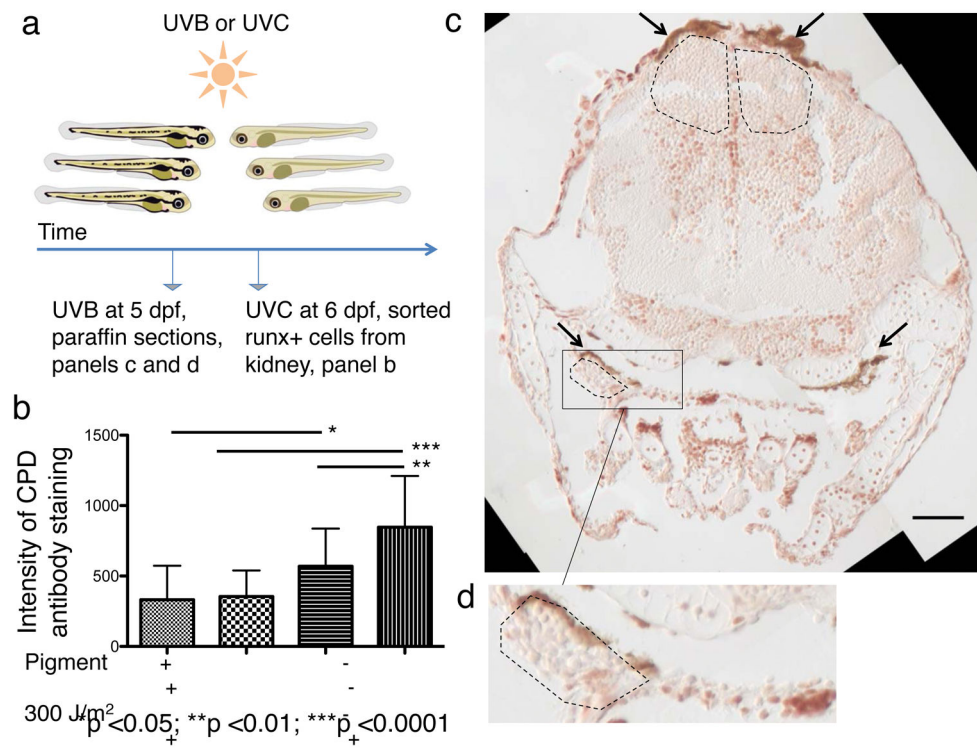 a
UVB or UVC
Time
UVB at 5 dpf,
paraffin sections,
panels c and d
UVC at 6 dpf, sorted
runx+ cells from
kidney, panel b
b
Intensity of CPD
antibody staining
1500
1000
500
0
*
***
**
Pigment + -
+ -
300 J/m2 -
+ +
*p <0.05; **p <0.01; ***p <0.0001
c
d